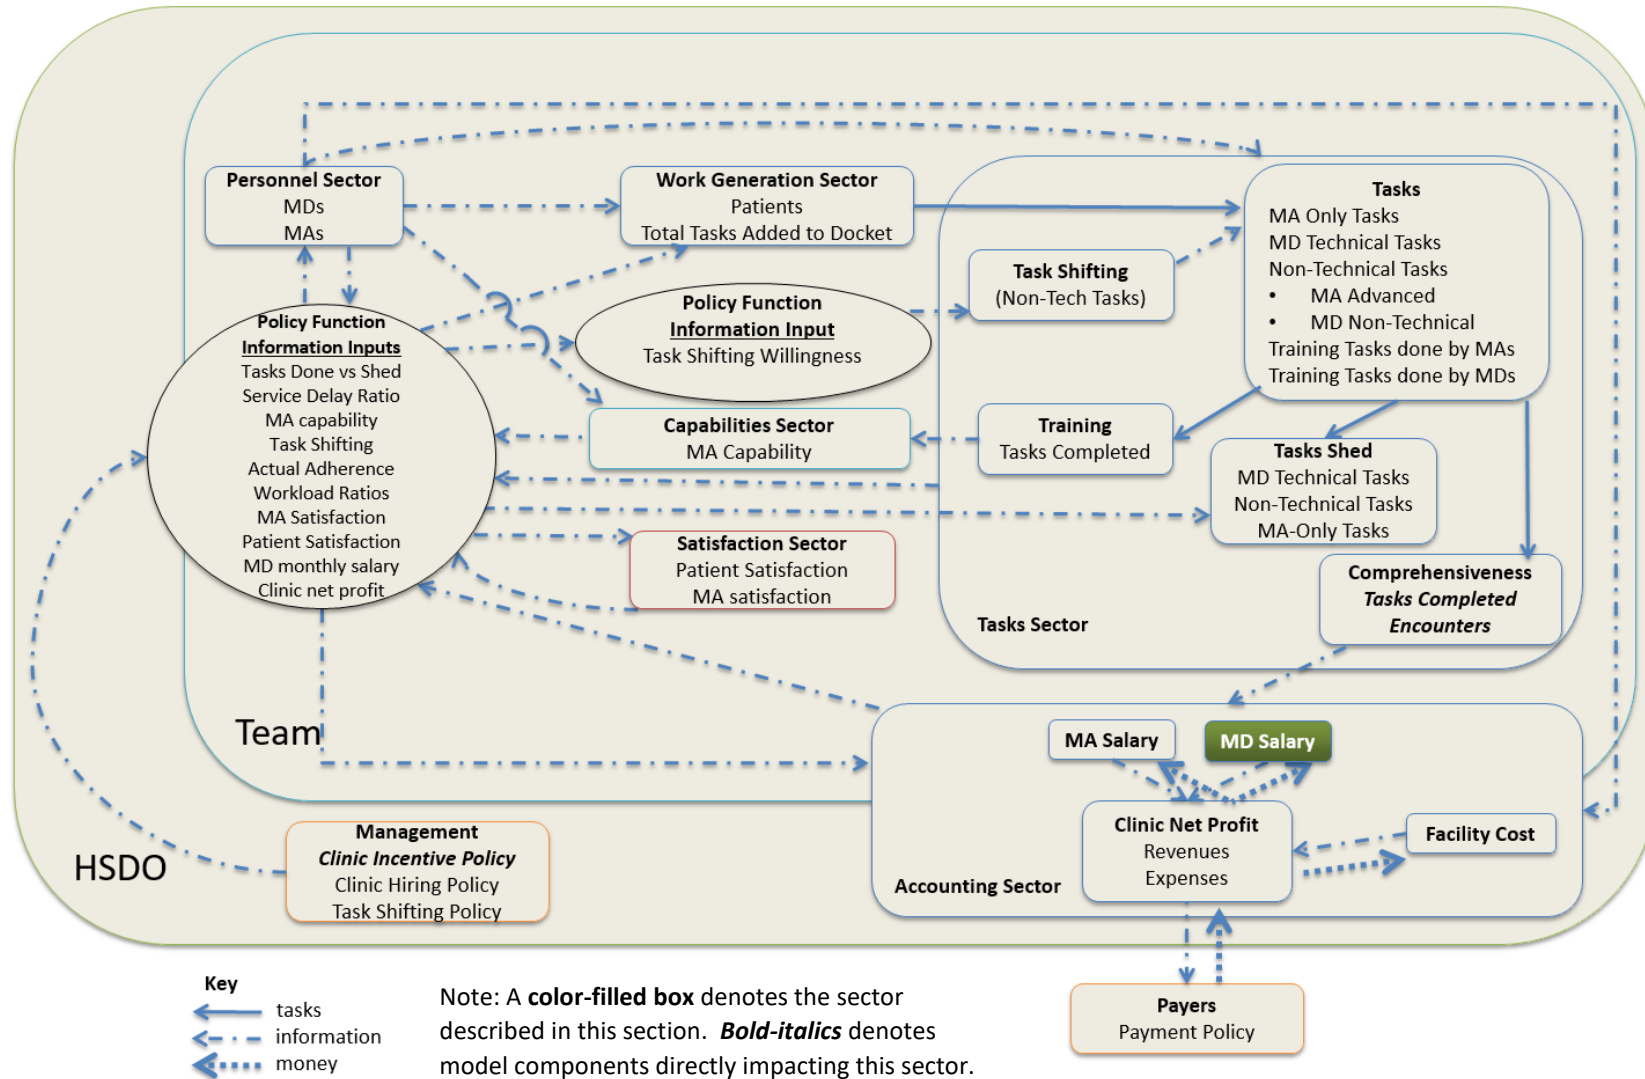 Personnel Sector
MDs
MAs
Work Generation Sector
Patients
Total Tasks Added to Docket
Tasks
MA Only Tasks
MD Technical Tasks
Non-Technical Tasks
• MA Advanced
• MD Non-Technical
Training Tasks done by MAs
Training Tasks done by MDs
Task Shifting
(Non-Tech Tasks)
Policy Function
Information Input
Task Shifting Willingness
Policy Function
Information Inputs
Tasks Done vs Shed
Service Delay Ratio
MA capability
Task Shifting
Actual Adherence
Workload Ratios
MA Satisfaction
Patient Satisfaction
MD monthly salary
Clinic net profit
Capabilities Sector
MA Capability
Training
Tasks Completed
Tasks Shed
MD Technical Tasks
Non-Technical Tasks
MA-Only Tasks
Satisfaction Sector
Patient Satisfaction
MA satisfaction
Comprehensiveness
Tasks Completed
Encounters
Tasks Sector
Team
MA Salary
MD Salary
Clinic Net Profit
Revenues
Expenses
Facility Cost
Accounting Sector
Management
Clinic Incentive Policy
Clinic Hiring Policy
Task Shifting Policy
HSDO
Payers
Payment Policy
Key
tasks
information
money
Note: A color-filled box denotes the sector
described in this section. Bold-italics denotes
model components directly impacting this sector.